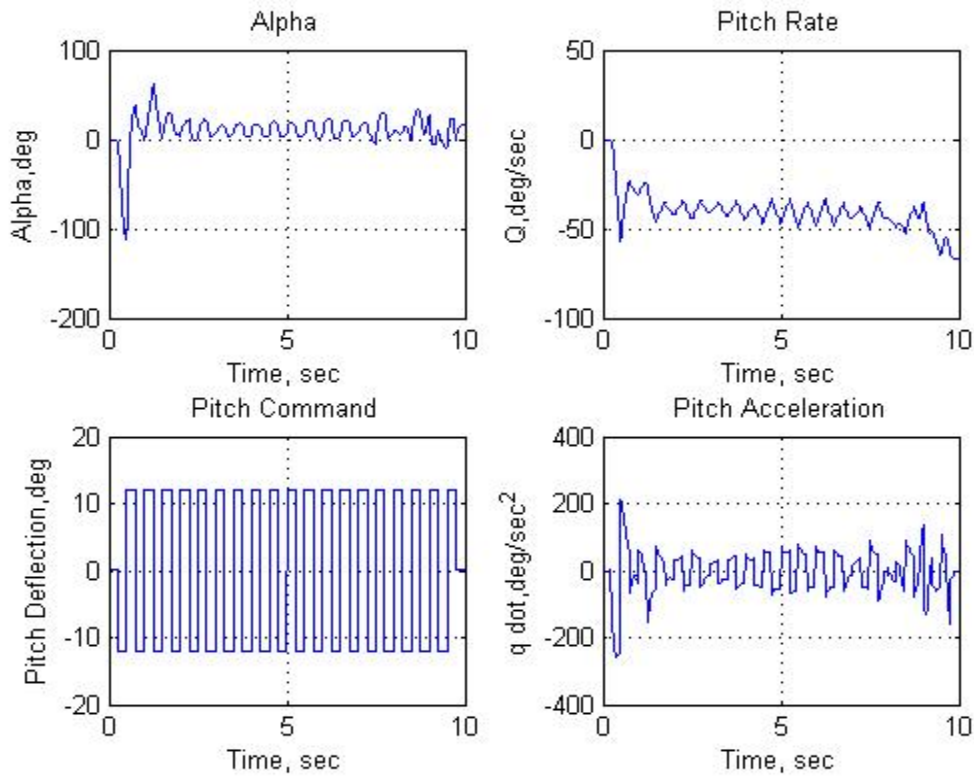 Alpha
100
0
-100
-200
Alpha,deg
0
5
10
Time, sec
Pitch Rate
50
0
-50
-100
Q,deg/sec
0
5
10
Time, sec
Pitch Command
20
10
0
-10
-20
Pitch Deflection,deg
0
5
10
Time, sec
Pitch Acceleration
400
200
0
-200
-400
q dot,deg/sec²
0
5
10
Time, sec